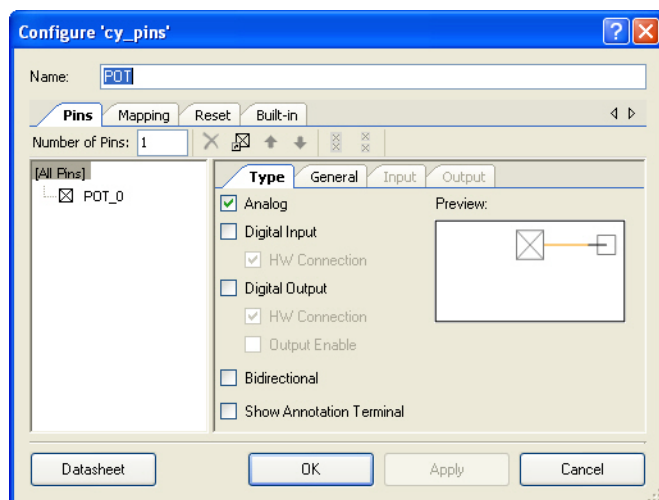 Configure 'cy_pins'
Name: POT
Pins Mapping Reset Built-in
Number of Pins: 1
[All Pins]
POT_0
Type General Input Output
Analog
Digital Input
HW Connection
Digital Output
HW Connection
Output Enable
Bidirectional
Show Annotation Terminal
Preview:
Datasheet OK Apply Cancel